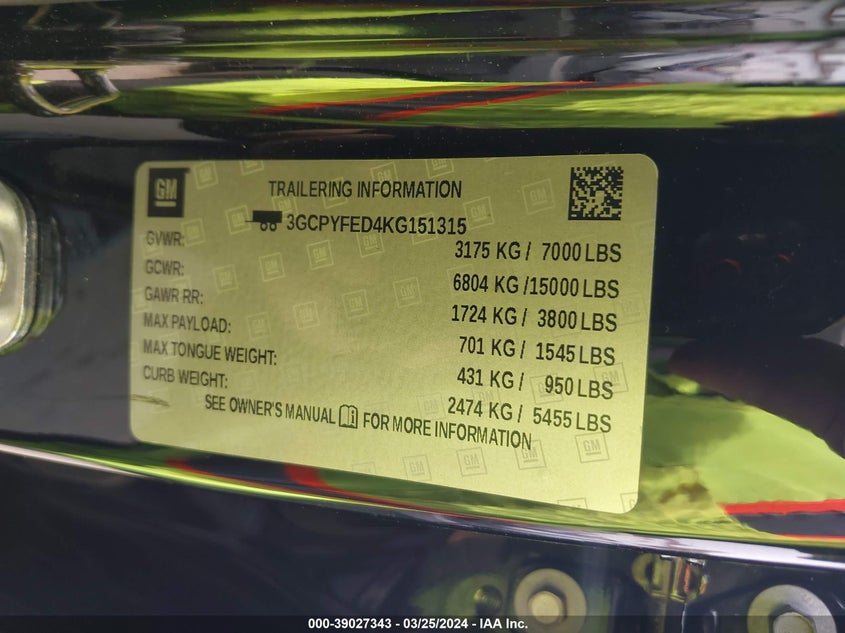 GM
TRAILERING INFORMATION
3GCPYFED4KG151315
GVWR: 3175 KG / 7000 LBS
GCWR: 6804 KG /15000 LBS
GAWR RR: 1724 KG / 3800 LBS
MAX PAYLOAD: 701 KG / 1545 LBS
MAX TONGUE WEIGHT: 431 KG / 950 LBS
CURB WEIGHT: 2474 KG / 5455 LBS
SEE OWNER'S MANUAL FOR MORE INFORMATION
000-39027343 — 03/25/2024 — IAA Inc.